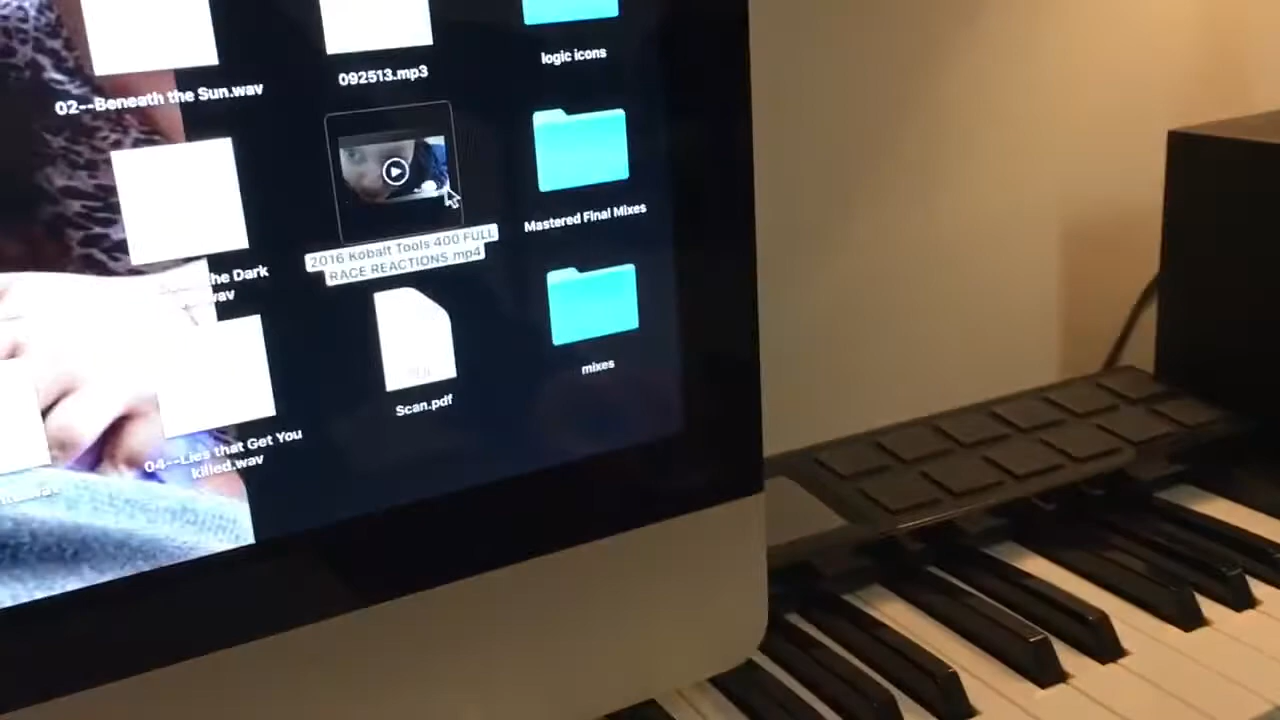 02--Beneath the Sun.wav
092513.mp3
logic icons
the Dark
wav
2016 Kobalt Tools 400 FULL
RACE REACTIONS.mp4
Mastered Final Mixes
04--Lies that Get You
killed.wav
Scan.pdf
mixes